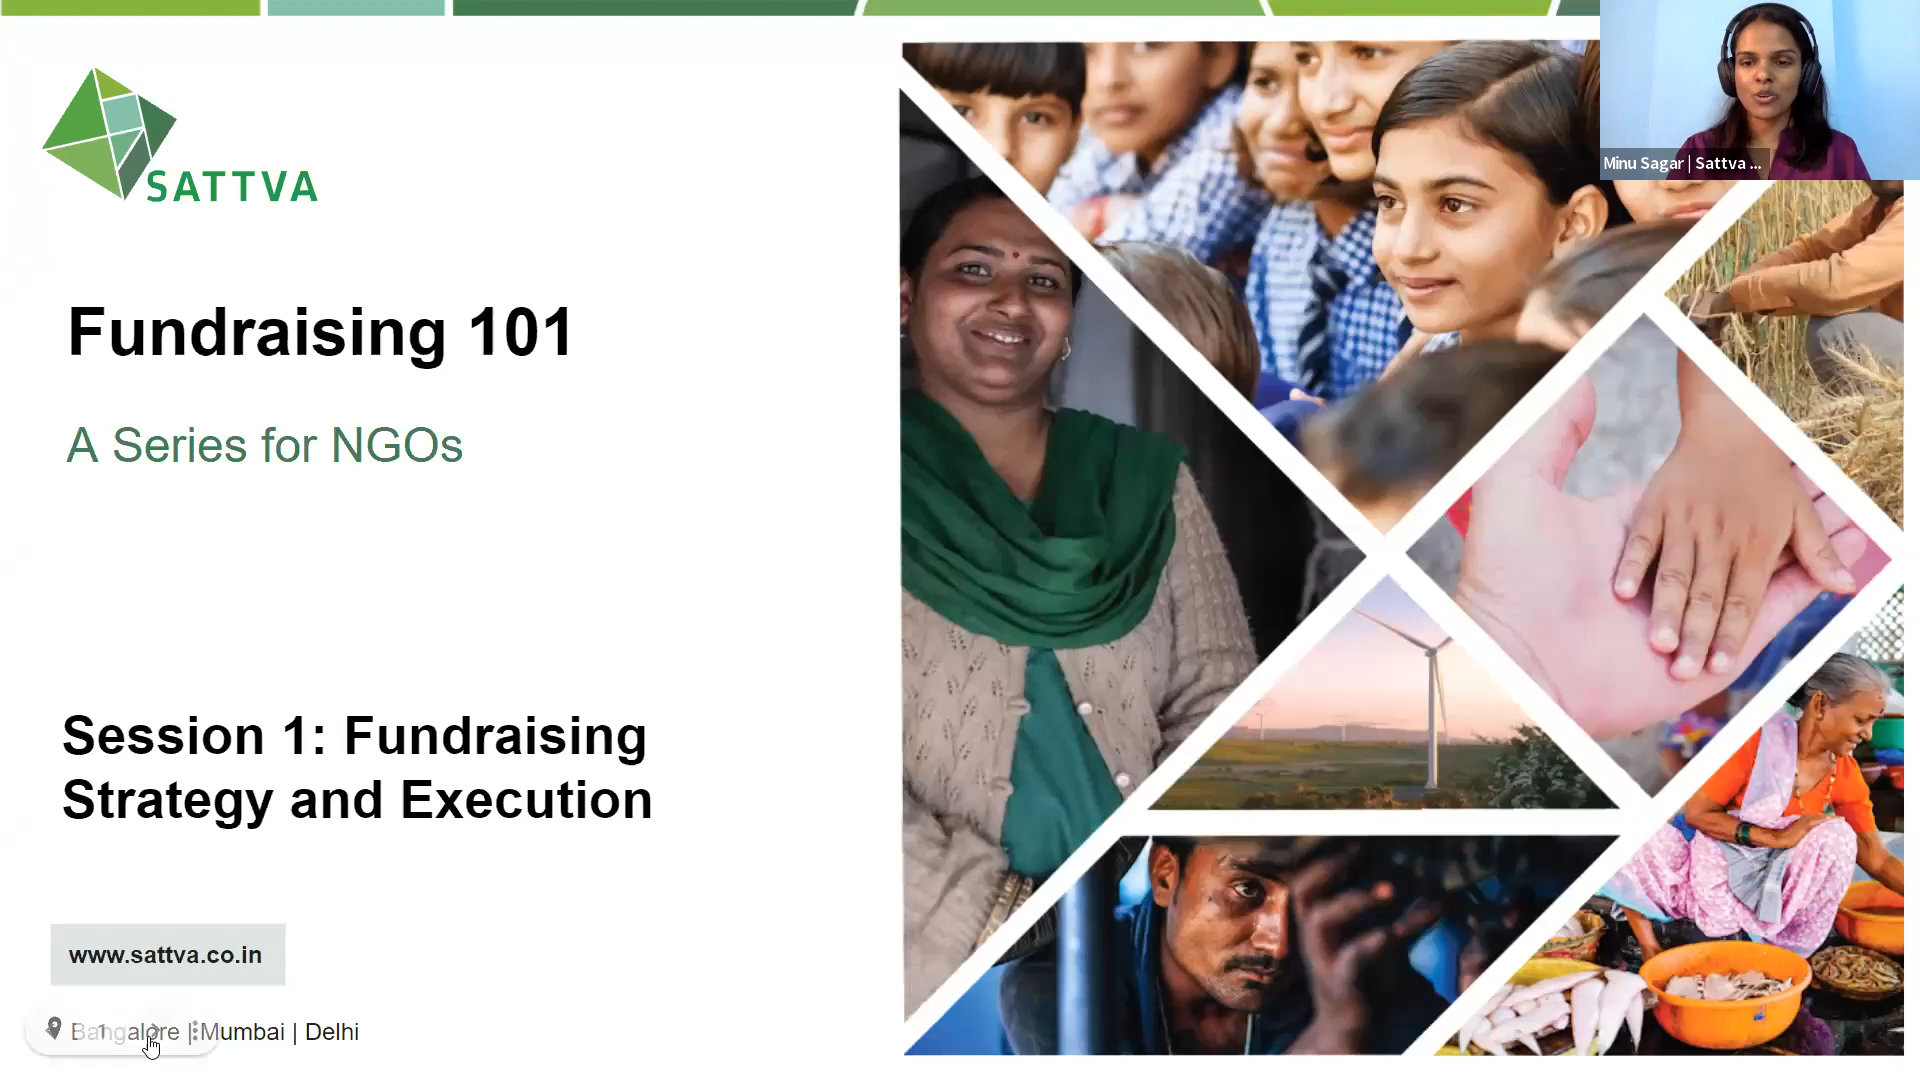 SATTVA
Fundraising 101
A Series for NGOs
Session 1: Fundraising
Strategy and Execution
www.sattva.co.in
Bangalore | Mumbai | Delhi
1
Minu Sagar | Sattva ...